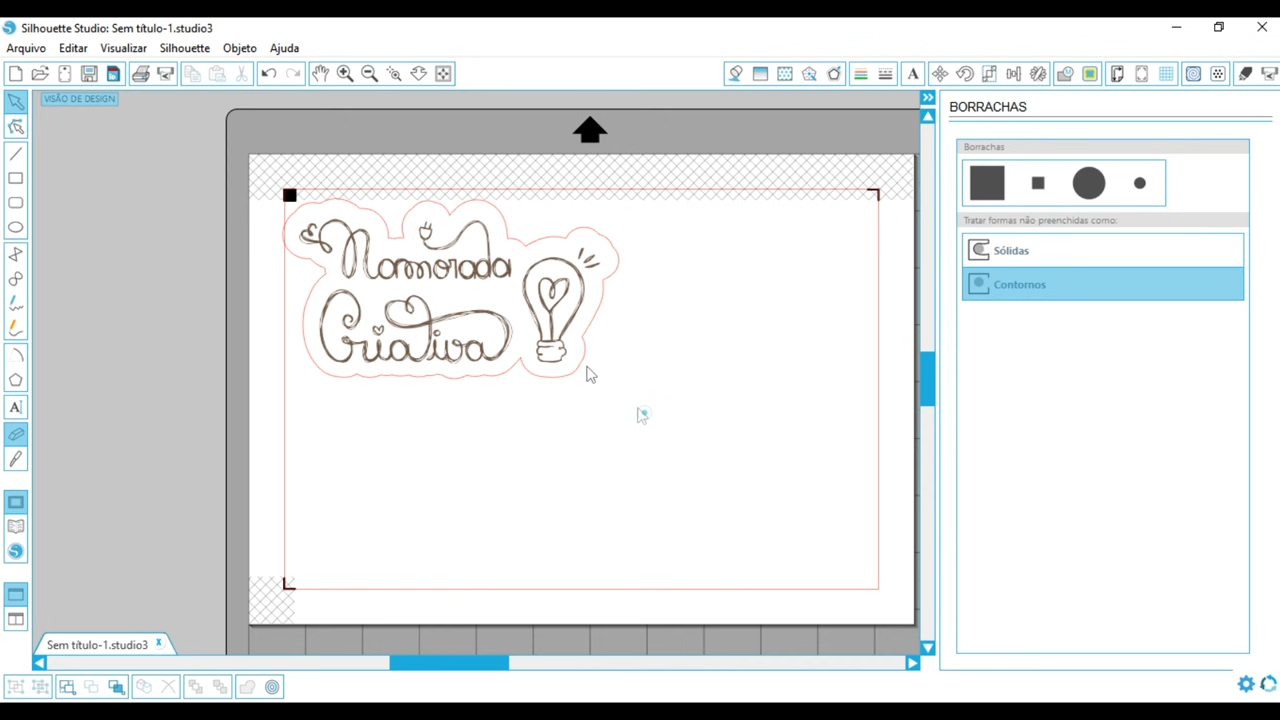 Silhouette Studio: Sem título-1.studio3
Arquivo Editar Visualizar Silhouette Objeto Ajuda
VISÃO DE DESIGN
BORRACHAS
Borrachas
Tratar formas não preenchidas como:
Sólidas
Contornos
Namorada
Criativa
Sem título-1.studio3